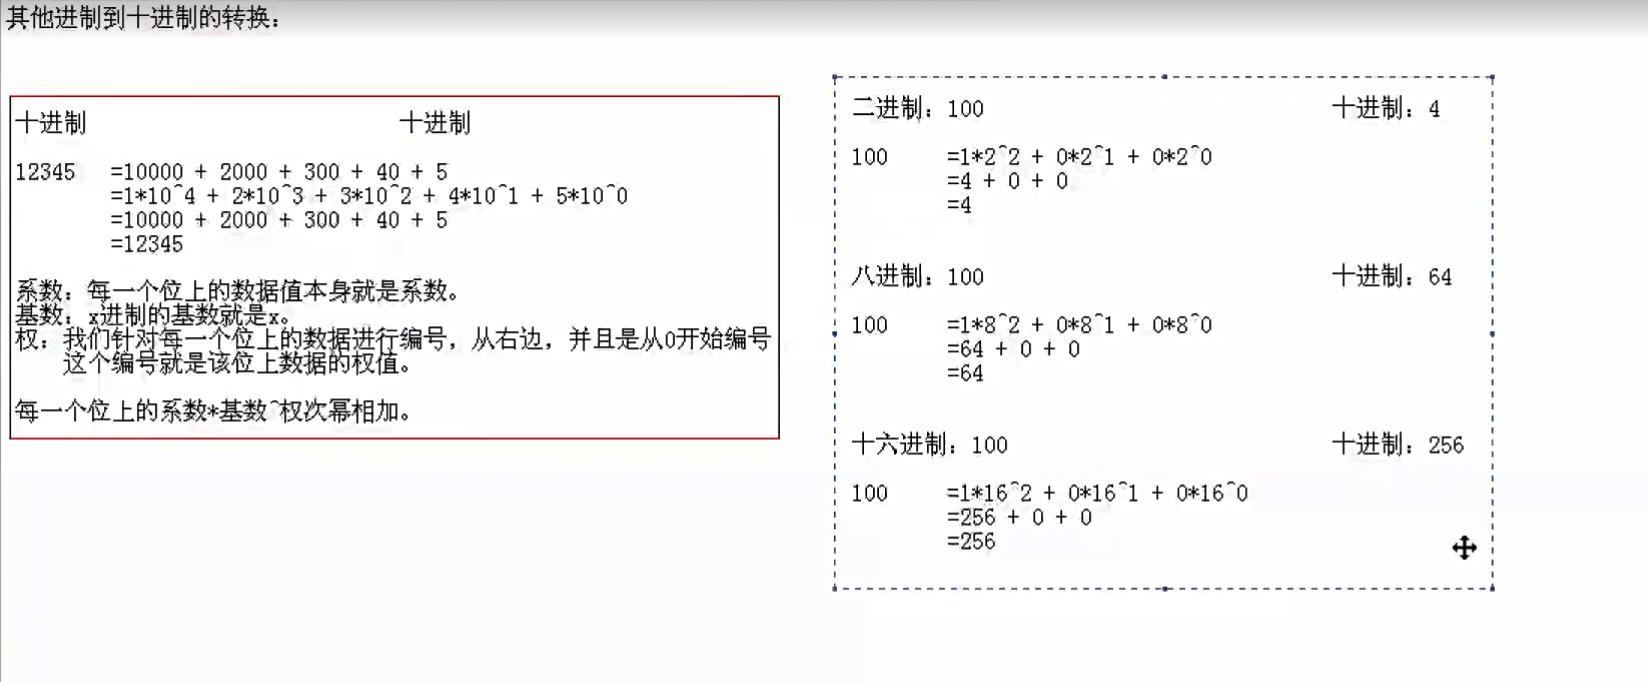 其他进制到十进制的转换：
十进制 十进制
12345 =10000 + 2000 + 300 + 40 + 5
=1*10^4 + 2*10^3 + 3*10^2 + 4*10^1 + 5*10^0
=10000 + 2000 + 300 + 40 + 5
=12345
系数：每一个位上的数据值本身就是系数。
基数：x进制的基数就是x。
权：我们针对每一个位上的数据进行编号，从右边，并且是从0开始编号
这个编号就是该位上数据的权值。
每一个位上的系数*基数^权次幂相加。
二进制：100 十进制：4
100 =1*2^2 + 0*2^1 + 0*2^0
=4 + 0 + 0
=4
八进制：100 十进制：64
100 =1*8^2 + 0*8^1 + 0*8^0
=64 + 0 + 0
=64
十六进制：100 十进制：256
100 =1*16^2 + 0*16^1 + 0*16^0
=256 + 0 + 0
=256